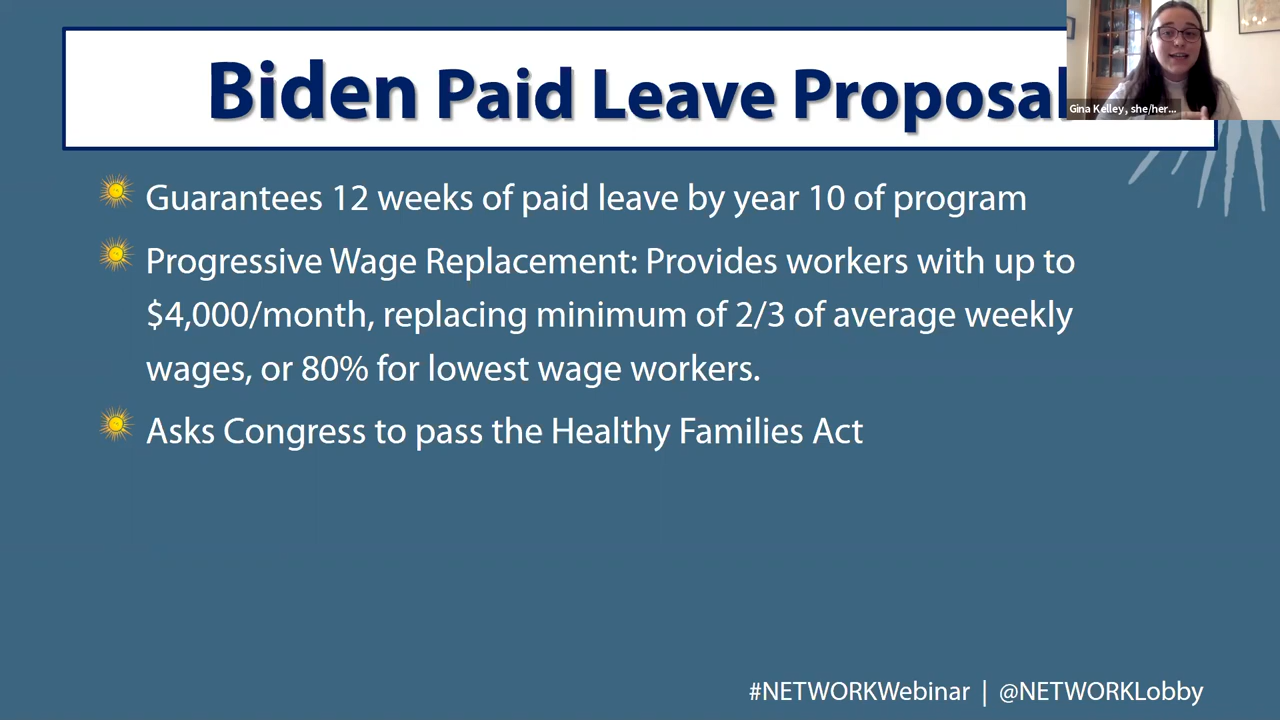 Biden Paid Leave Proposal
Gina Kelley, she/her...
Guarantees 12 weeks of paid leave by year 10 of program
Progressive Wage Replacement: Provides workers with up to
$4,000/month, replacing minimum of 2/3 of average weekly
wages, or 80% for lowest wage workers.
Asks Congress to pass the Healthy Families Act
#NETWORKWebinar | @NETWORKLobby